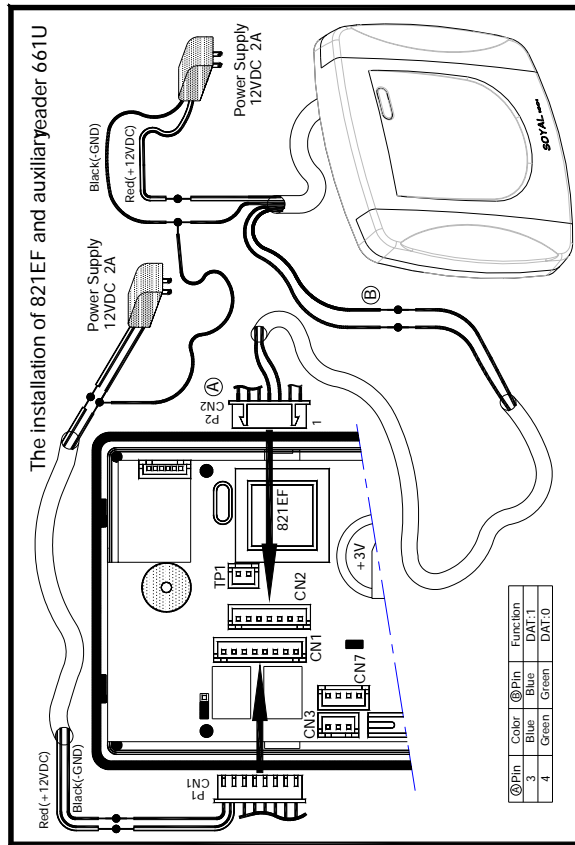 The installation of 821EF and auxiliaryeader 661U
Black(-GND)
Red(+12VDC)
Power Supply
12VDC 2A
Power Supply
12VDC 2A
SOYAL
Ⓑ
Ⓐ
CN2
P2
1
821EF
TP1
CN2
+3V
CN1
CN7
CN3
P1
CN1
Red(+12VDC)
Black(-GND)
ⒶPin Color ⒷPin Function
3 Blue Blue DAT:1
4 Green Green DAT:0